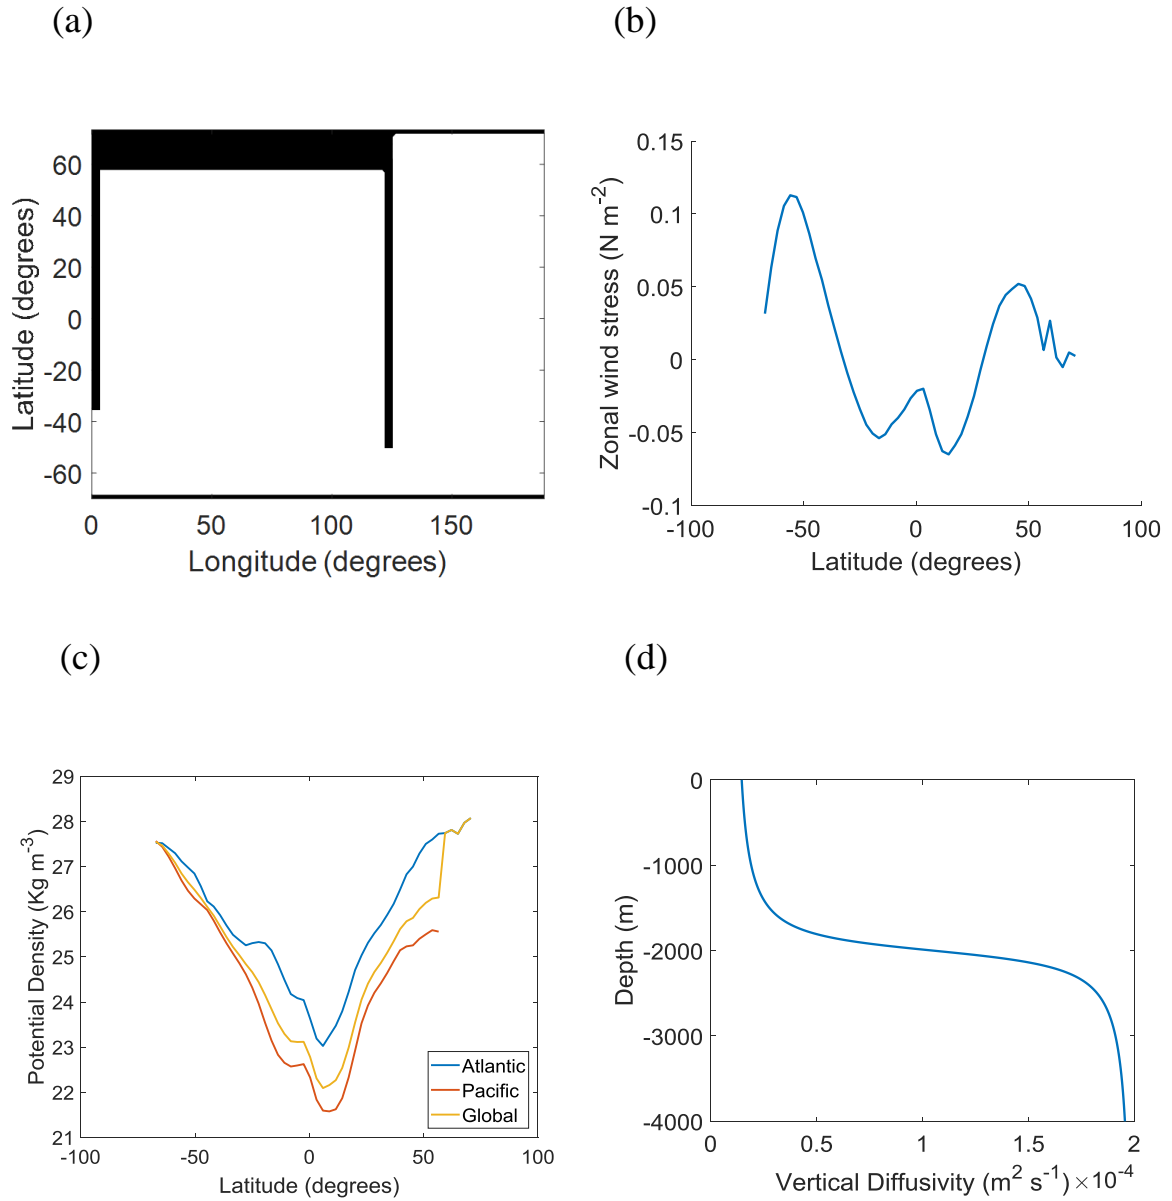 (a)
(b)
60
40
20
0
-20
-40
-60
Latitude (degrees)
0 50 100 150
Longitude (degrees)
0.15
0.1
0.05
0
-0.05
-0.1
Zonal wind stress (N m-2)
-100 -50 0 50 100
Latitude (degrees)
(c)
(d)
29
28
27
26
25
24
23
22
21
Potential Density (Kg m-3)
Atlantic
Pacific
Global
-100 -50 0 50 100
Latitude (degrees)
0
-1000
-2000
-3000
-4000
Depth (m)
0 0.5 1 1.5 2
Vertical Diffusivity (m2 s-1) ×10-4